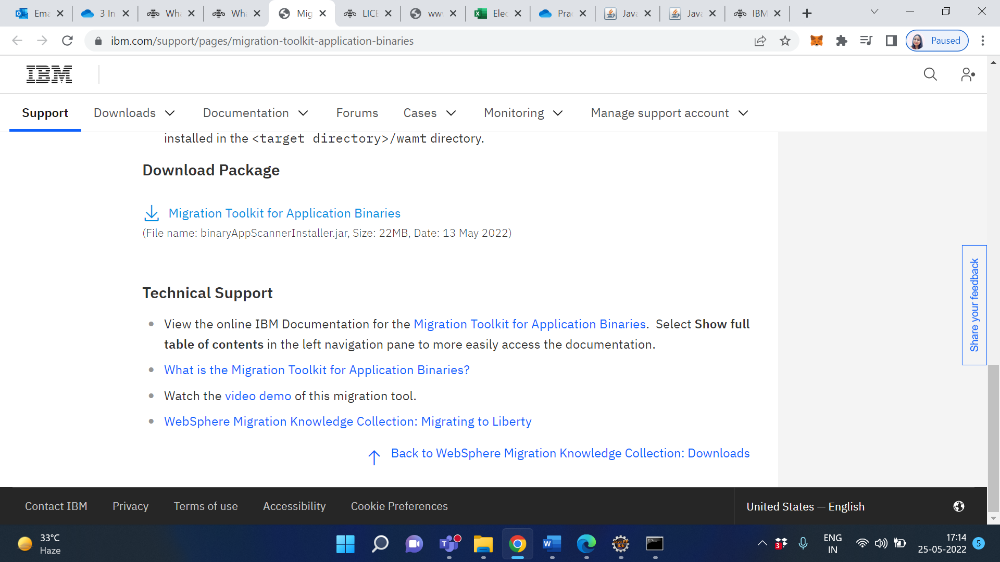 Ema
3 In
Wha
Wha
Mig
LICE
www
Elec
Prac
Java
Java
IBM
ibm.com/support/pages/migration-toolkit-application-binaries
Paused
IBM
Support Downloads Documentation Forums Cases Monitoring Manage support account
installed in the <target directory>/wamt directory.
Download Package
Migration Toolkit for Application Binaries
(File name: binaryAppScannerInstaller.jar, Size: 22MB, Date: 13 May 2022)
Share your feedback
Technical Support
View the online IBM Documentation for the Migration Toolkit for Application Binaries. Select Show full
table of contents in the left navigation pane to more easily access the documentation.
What is the Migration Toolkit for Application Binaries?
Watch the video demo of this migration tool.
WebSphere Migration Knowledge Collection: Migrating to Liberty
Back to WebSphere Migration Knowledge Collection: Downloads
Contact IBM Privacy Terms of use Accessibility Cookie Preferences United States — English
33°C
Haze
3
ENG
IN
17:14
25-05-2022
5